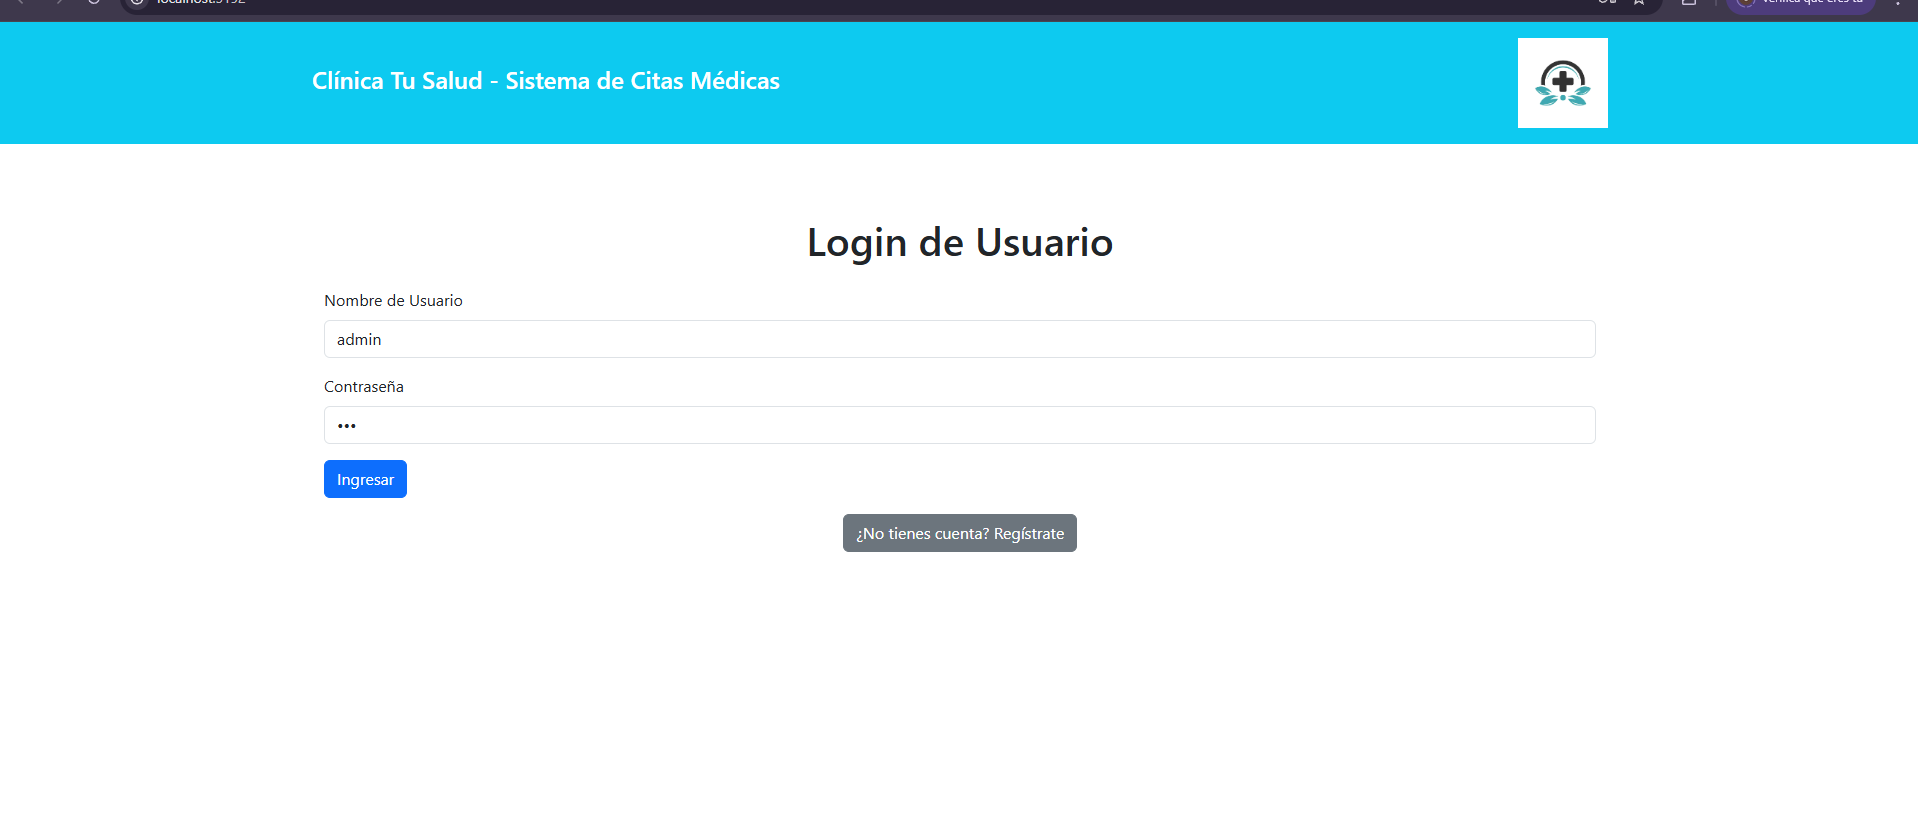 Clínica Tu Salud - Sistema de Citas Médicas
Login de Usuario
Nombre de Usuario
admin
Contraseña
•••
Ingresar
¿No tienes cuenta? Regístrate